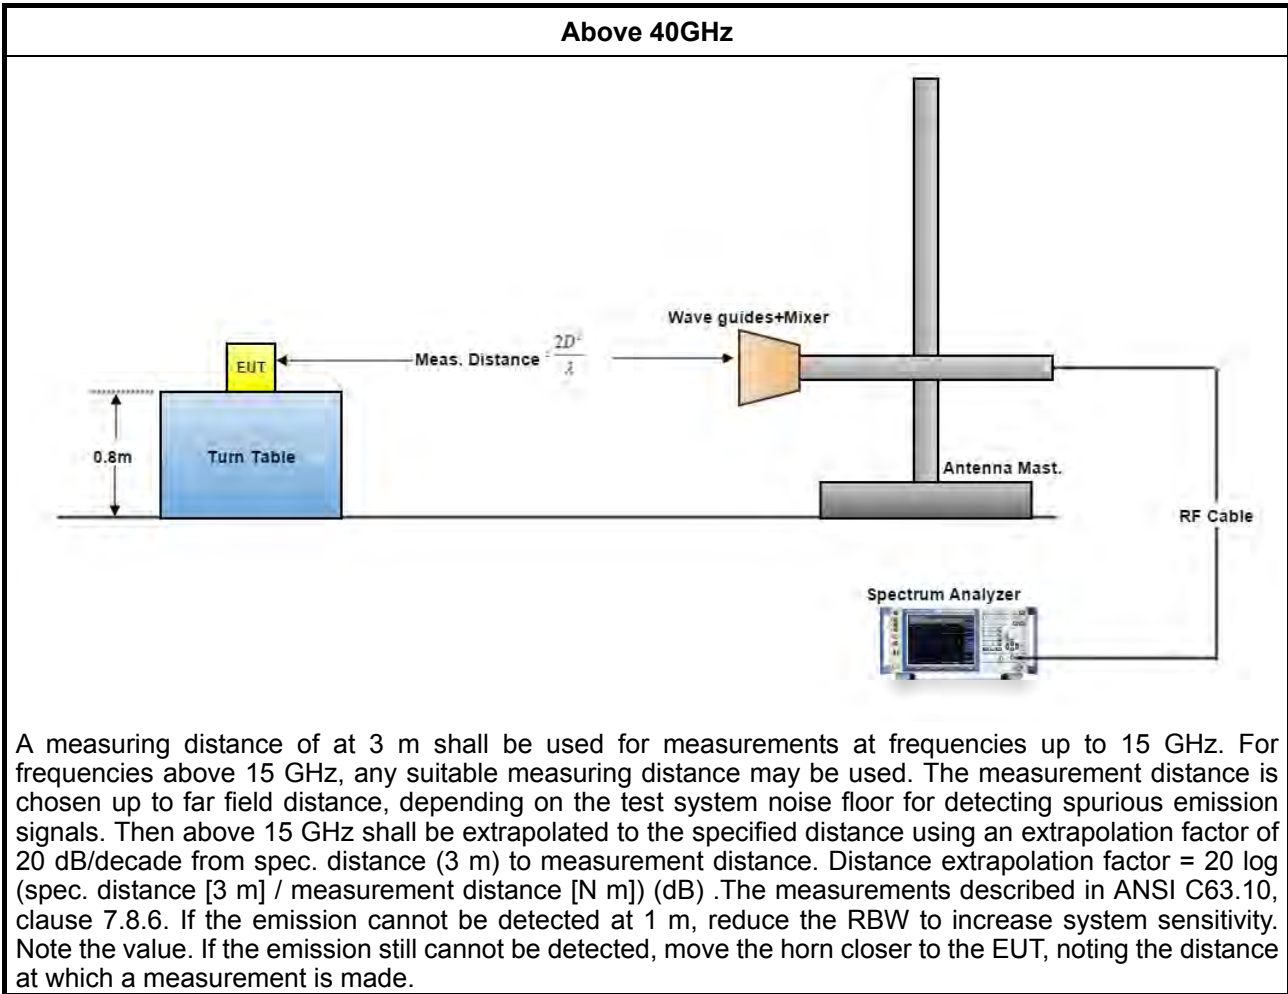 Above 40GHz
Wave guides+Mixer
EUT
Meas. Distance : 2D²/λ
0.8m
Turn Table
Antenna Mast.
RF Cable
Spectrum Analyzer
A measuring distance of at 3 m shall be used for measurements at frequencies up to 15 GHz. For
frequencies above 15 GHz, any suitable measuring distance may be used. The measurement distance is
chosen up to far field distance, depending on the test system noise floor for detecting spurious emission
signals. Then above 15 GHz shall be extrapolated to the specified distance using an extrapolation factor of
20 dB/decade from spec. distance (3 m) to measurement distance. Distance extrapolation factor = 20 log
(spec. distance [3 m] / measurement distance [N m]) (dB) .The measurements described in ANSI C63.10,
clause 7.8.6. If the emission cannot be detected at 1 m, reduce the RBW to increase system sensitivity.
Note the value. If the emission still cannot be detected, move the horn closer to the EUT, noting the distance
at which a measurement is made.